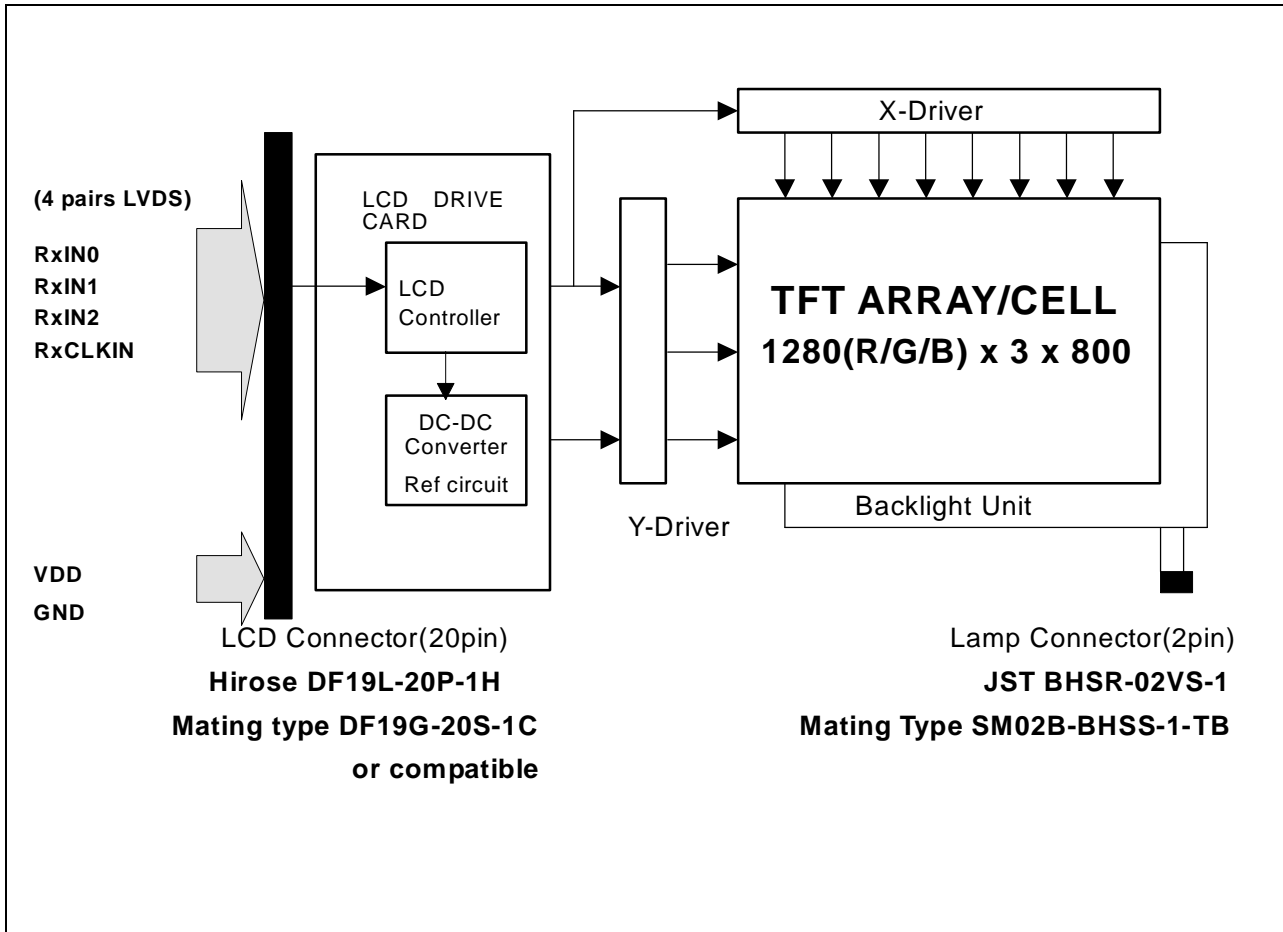 X-Driver
(4 pairs LVDS)
RxIN0
RxIN1
RxIN2
RxCLKIN
LCD DRIVE
CARD
LCD
Controller
DC-DC
Converter
Ref circuit
TFT ARRAY/CELL
1280(R/G/B) x 3 x 800
Backlight Unit
Y-Driver
VDD
GND
LCD Connector(20pin)
Hirose DF19L-20P-1H
Mating type DF19G-20S-1C
or compatible
Lamp Connector(2pin)
JST BHSR-02VS-1
Mating Type SM02B-BHSS-1-TB